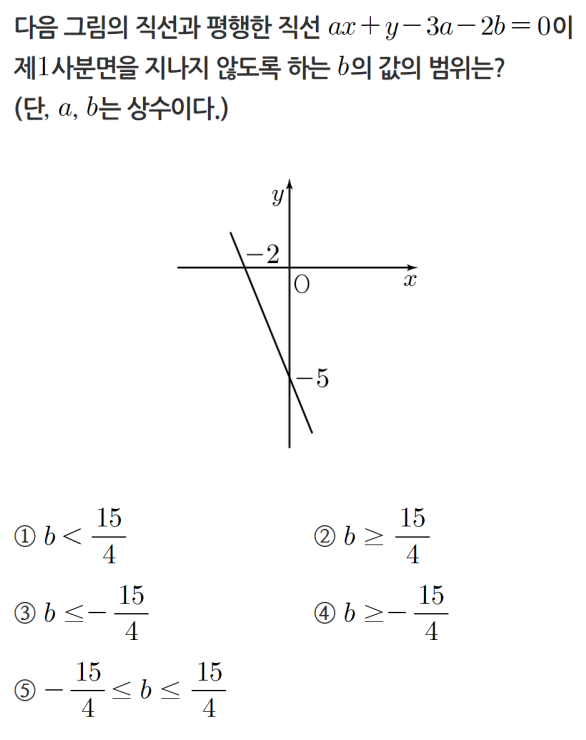 다음 그림의 직선과 평행한 직선 ax+y−3a−2b=0이
제1사분면을 지나지 않도록 하는 b의 값의 범위는?
(단, a, b는 상수이다.)
y
−2
O
x
−5
① b < 15/4 ② b ≥ 15/4
③ b ≤ −15/4 ④ b ≥ −15/4
⑤ −15/4 ≤ b ≤ 15/4